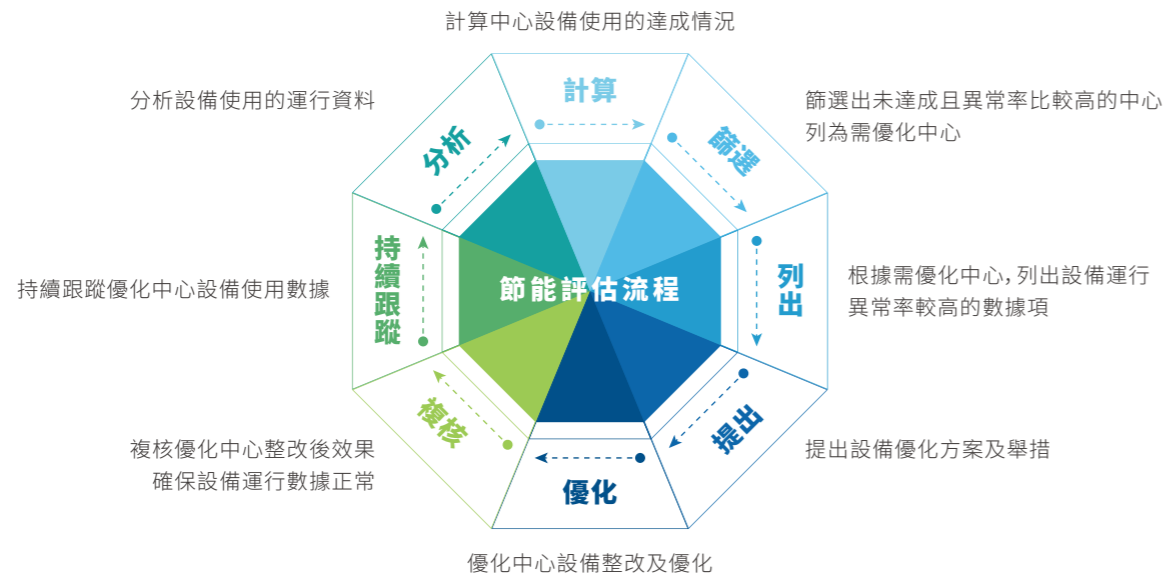 計算中心設備使用的達成情況
計算
篩選出未達成且異常率比較高的中心
列為需優化中心
篩選
根據需優化中心，列出設備運行
異常率較高的數據項
列出
提出設備優化方案及舉措
提出
優化
優化中心設備整改及優化
複核
複核優化中心整改後效果
確保設備運行數據正常
持續跟蹤
持續跟蹤優化中心設備使用數據
分析
分析設備使用的運行資料
節能評估流程